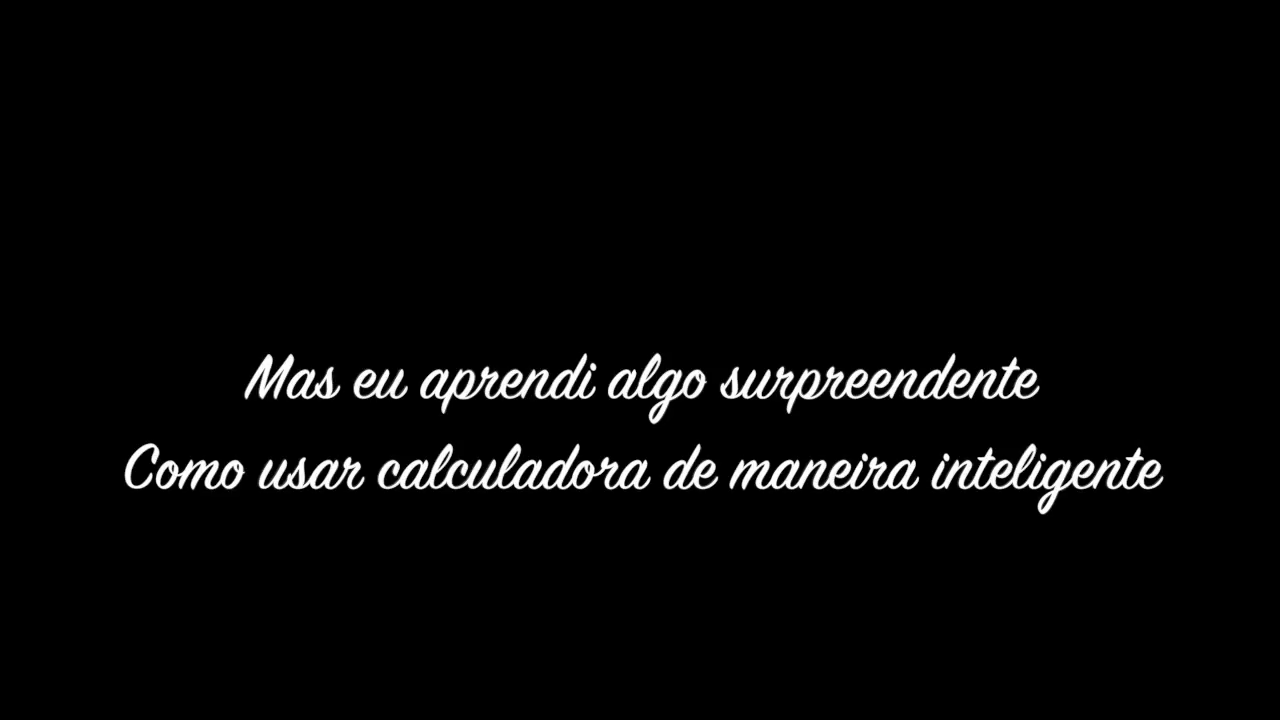 Mas eu aprendi algo surpreendente
Como usar calculadora de maneira inteligente